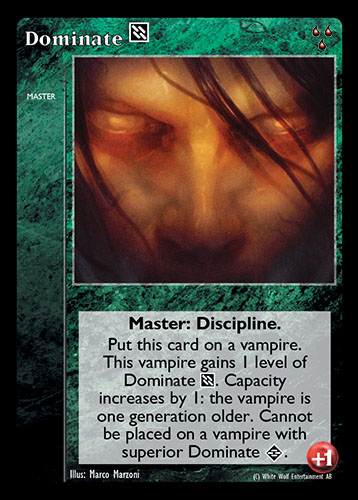 Dominate
MASTER
Master: Discipline.
Put this card on a vampire.
This vampire gains 1 level of
Dominate . Capacity
increases by 1: the vampire is
one generation older. Cannot
be placed on a vampire with
superior Dominate .
+1
Illus: Marco Marzoni
(C) White Wolf Entertainment AB